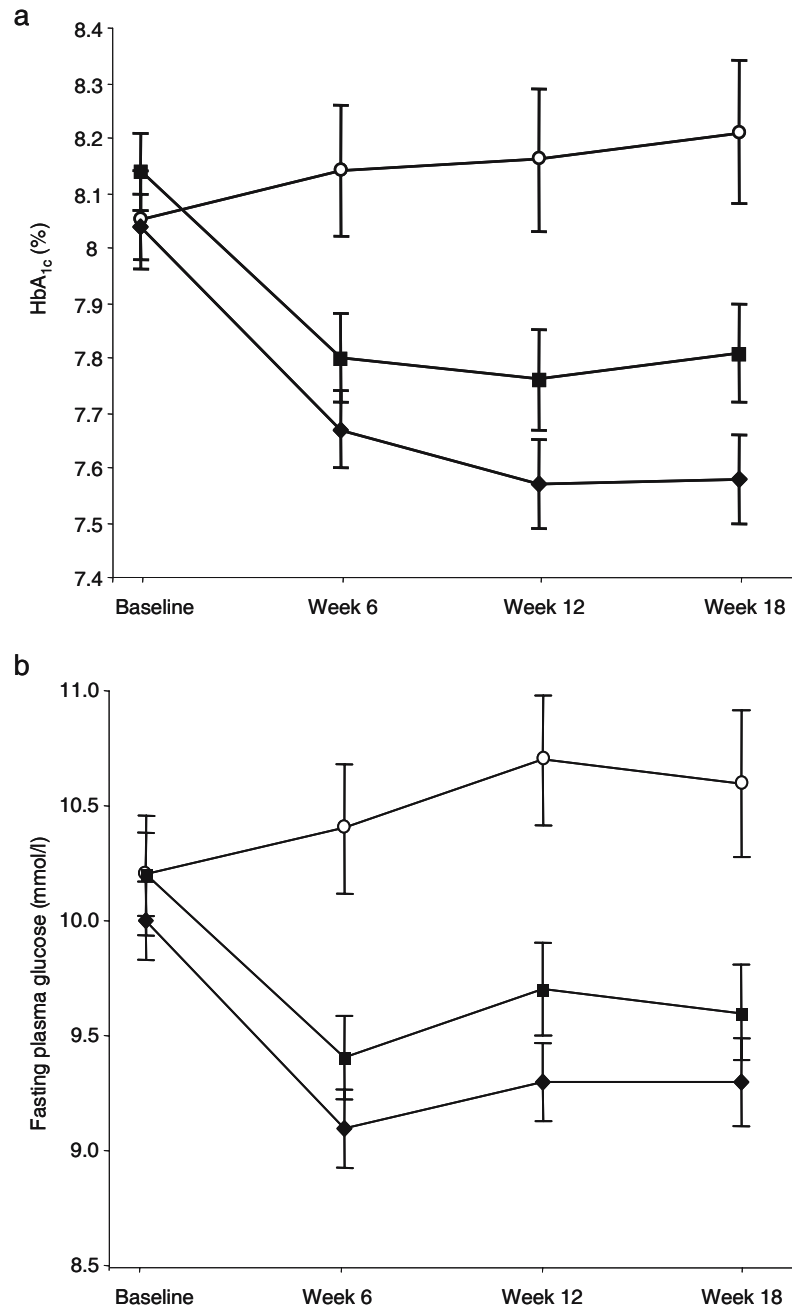 a
8.4
8.3
8.2
8.1
8
7.9
7.8
7.7
7.6
7.5
7.4
HbA1c (%)
Baseline Week 6 Week 12 Week 18
b
11.0
10.5
10.0
9.5
9.0
8.5
Fasting plasma glucose (mmol/l)
Baseline Week 6 Week 12 Week 18